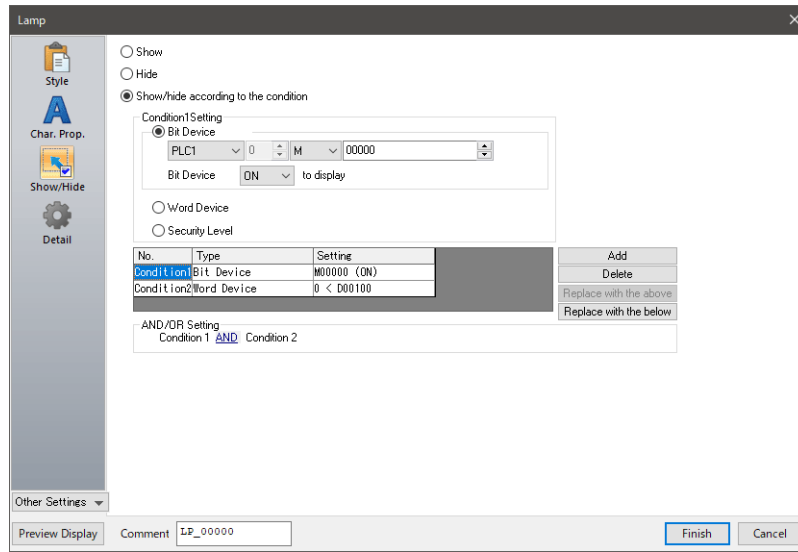 Lamp
Style
Char. Prop.
Show/Hide
Detail
Show
Hide
Show/hide according to the condition
Condition1Setting
Bit Device
PLC1 0 M 00000
Bit Device ON to display
Word Device
Security Level
No. Type Setting
Condition1 Bit Device M00000 (ON)
Condition2 Word Device 0 < D00100
Add
Delete
Replace with the above
Replace with the below
AND/OR Setting
Condition 1 AND Condition 2
Other Settings
Preview Display Comment LP_00000 Finish Cancel